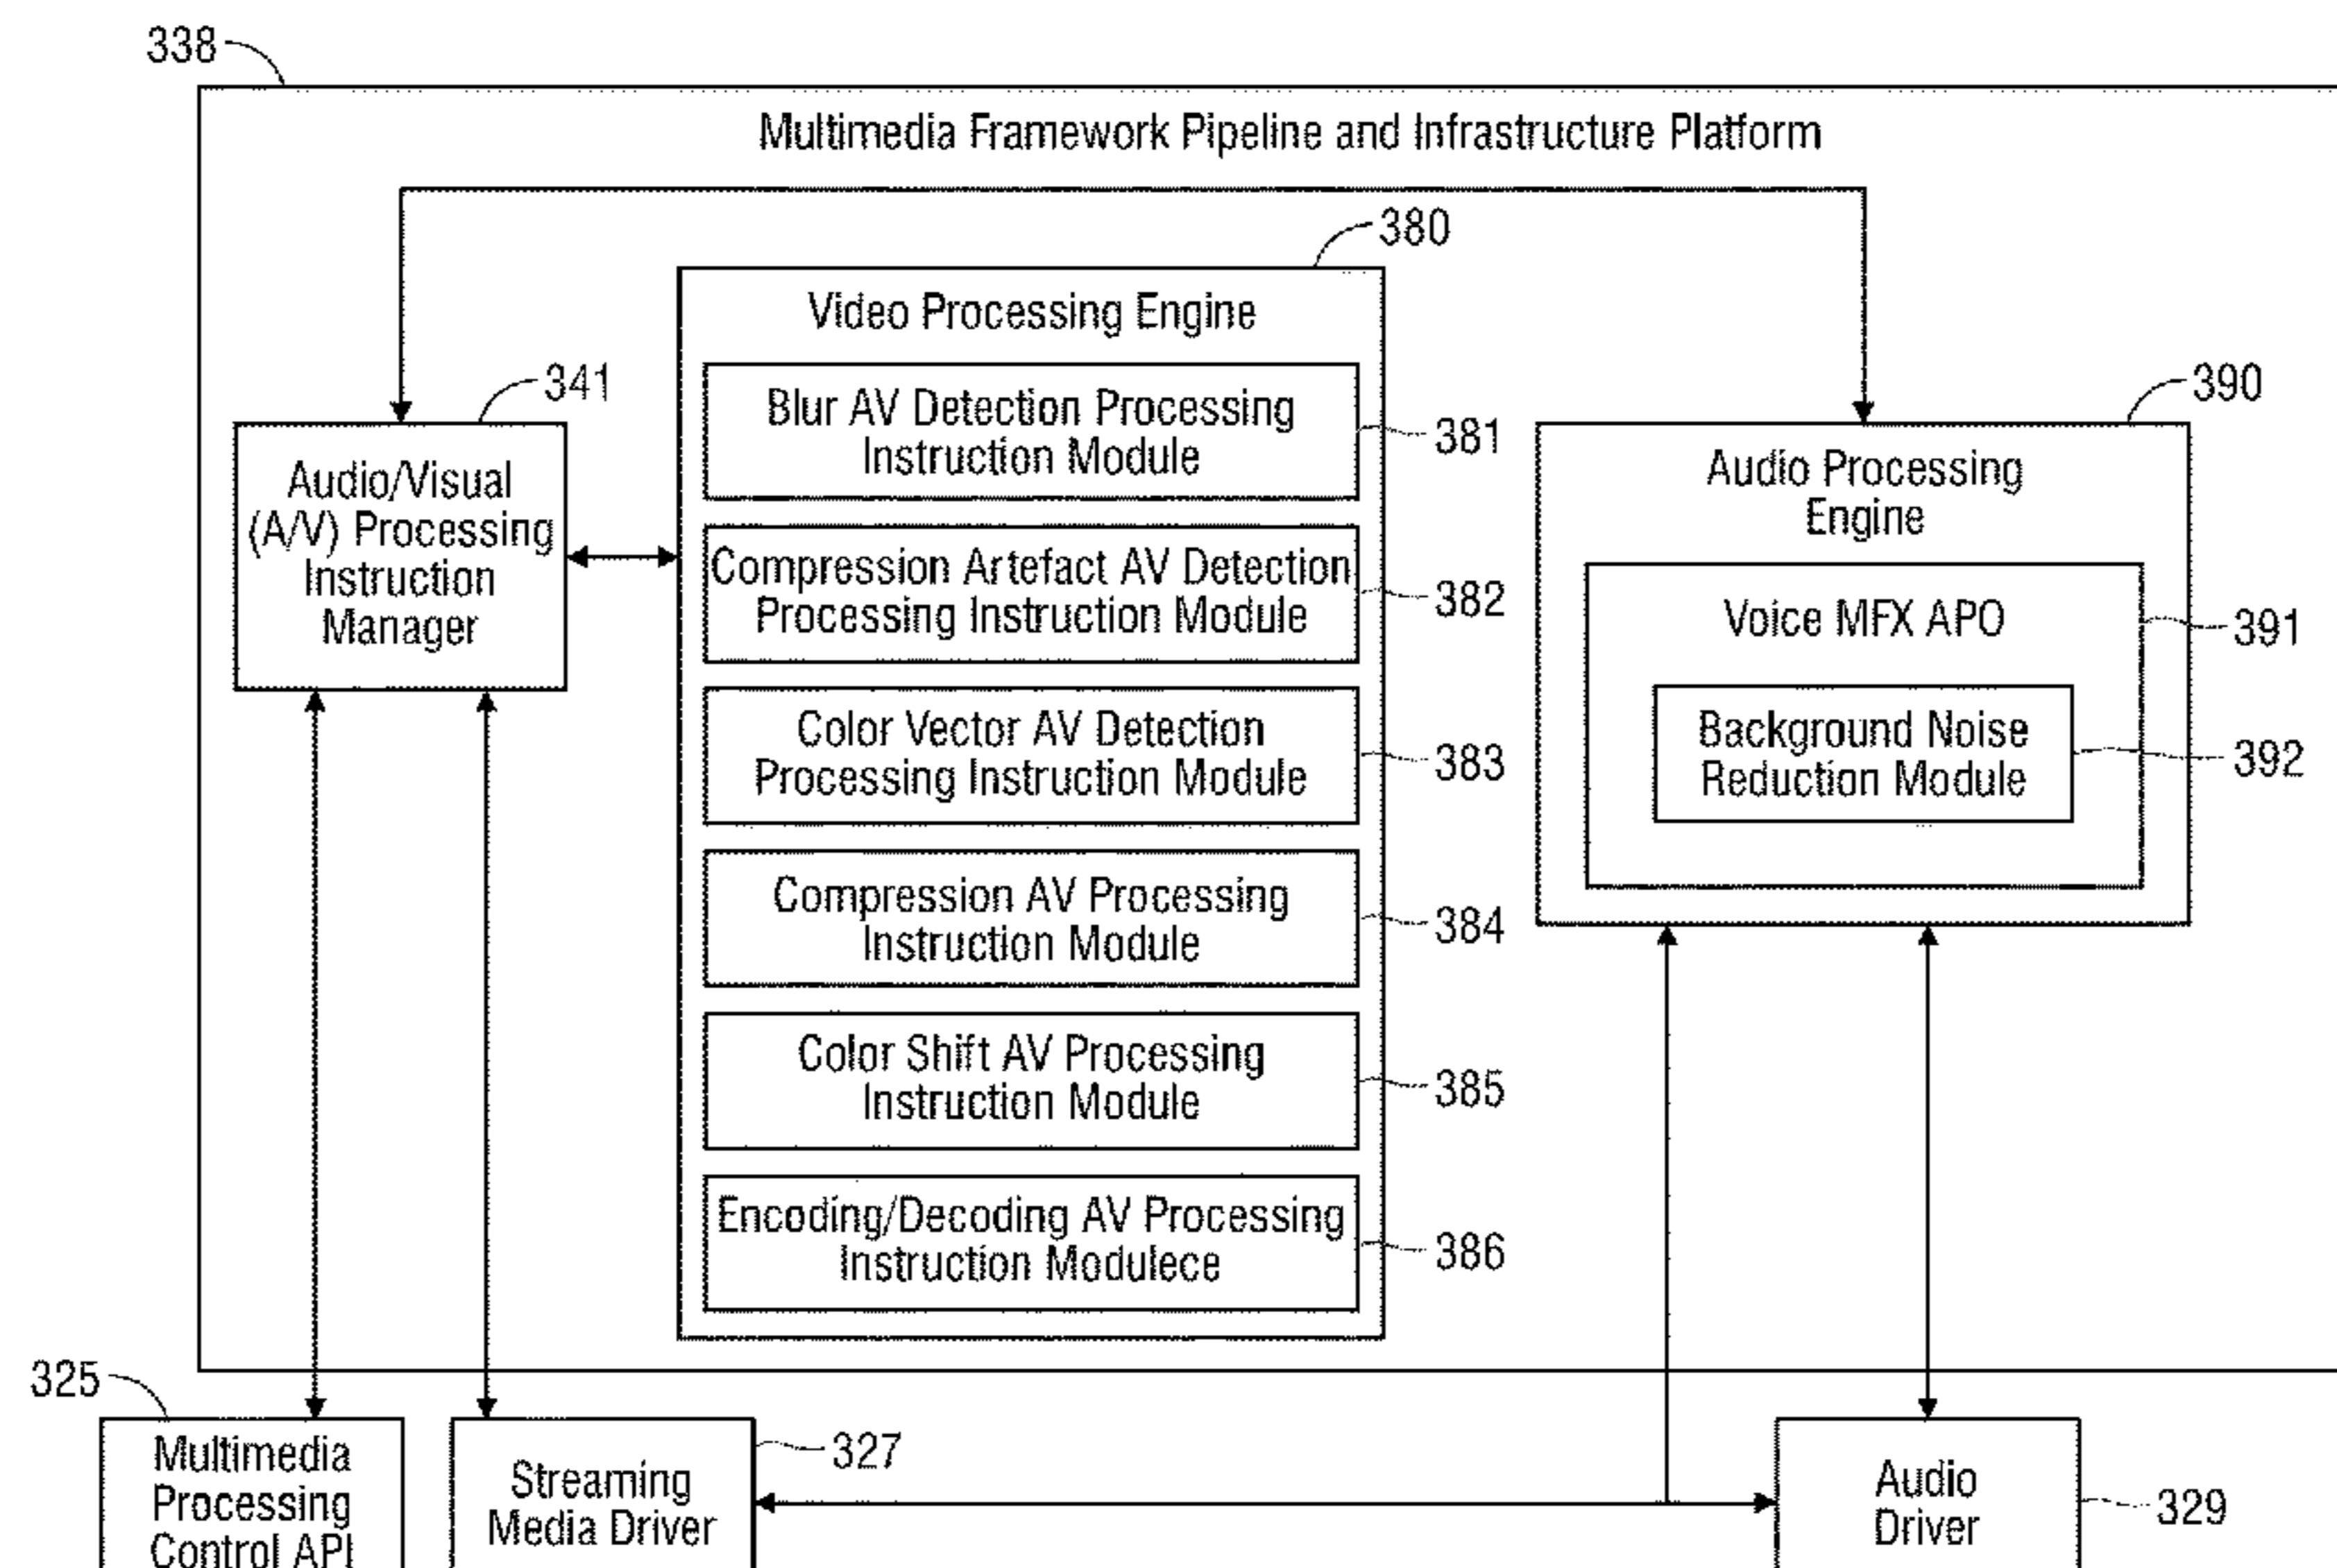 338
Multimedia Framework Pipeline and Infrastructure Platform
380
Video Processing Engine
341
Audio/Visual
(A/V) Processing
Instruction
Manager
Blur AV Detection Processing
Instruction Module
381
Compression Artefact AV Detection
Processing Instruction Module
382
Color Vector AV Detection
Processing Instruction Module
383
Compression AV Processing
Instruction Module
384
Color Shift AV Processing
Instruction Module
385
Encoding/Decoding AV Processing
Instruction Modulece
386
390
Audio Processing
Engine
Voice MFX APO
391
Background Noise
Reduction Module
392
325
Multimedia
Processing
Control API
327
Streaming
Media Driver
Audio
Driver
329